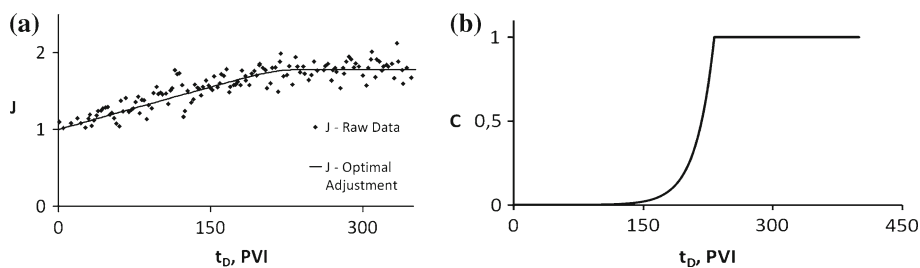 (a)
2
1
0
J
0
150
300
t_D, PVI
J - Raw Data
J - Optimal
Adjustment
(b)
1
C 0,5
0
0
150
300
450
t_D, PVI